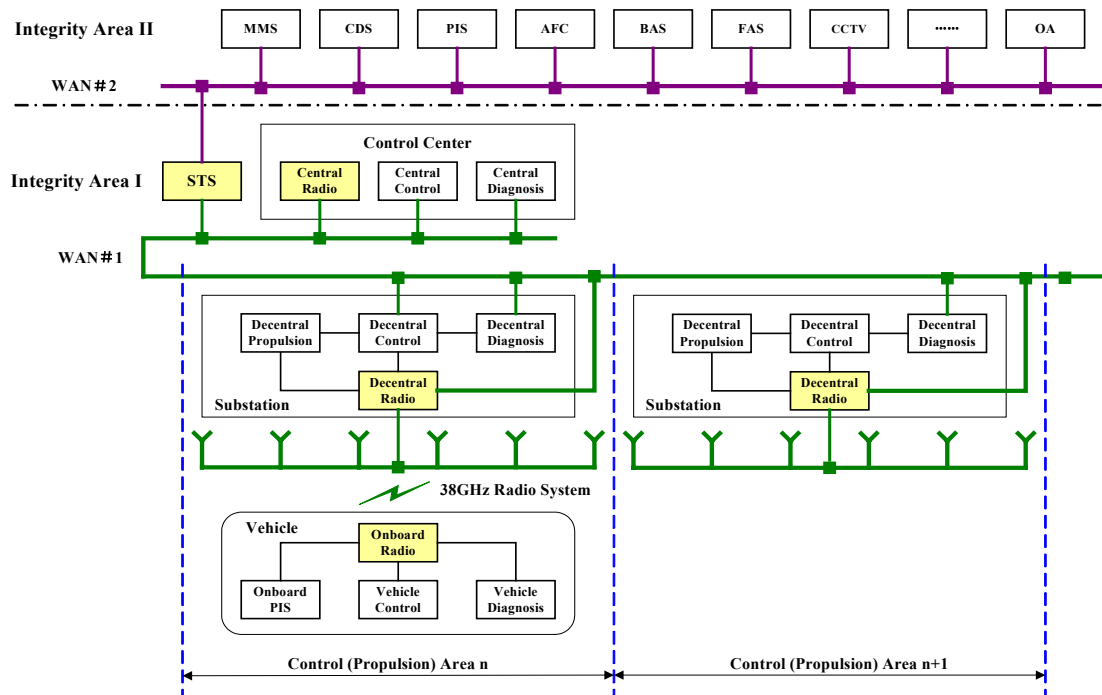 Integrity Area II
MMS
CDS
PIS
AFC
BAS
FAS
CCTV
······
OA
WAN#2
Control Center
Integrity Area I
STS
Central
Radio
Central
Control
Central
Diagnosis
WAN#1
Decentral
Propulsion
Decentral
Control
Decentral
Diagnosis
Decentral
Radio
Substation
Decentral
Propulsion
Decentral
Control
Decentral
Diagnosis
Decentral
Radio
Substation
38GHz Radio System
Vehicle
Onboard
Radio
Onboard
PIS
Vehicle
Control
Vehicle
Diagnosis
Control (Propulsion) Area n
Control (Propulsion) Area n+1